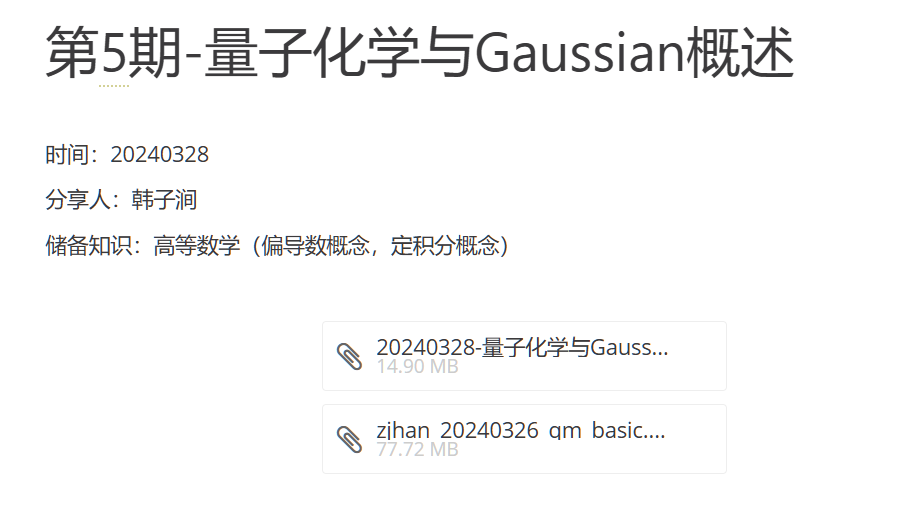 第5期-量子化学与Gaussian概述
时间：20240328
分享人：韩子涧
储备知识：高等数学（偏导数概念，定积分概念）
20240328-量子化学与Gauss...
14.90 MB
zjhan_20240326_qm_basic....
77.72 MB